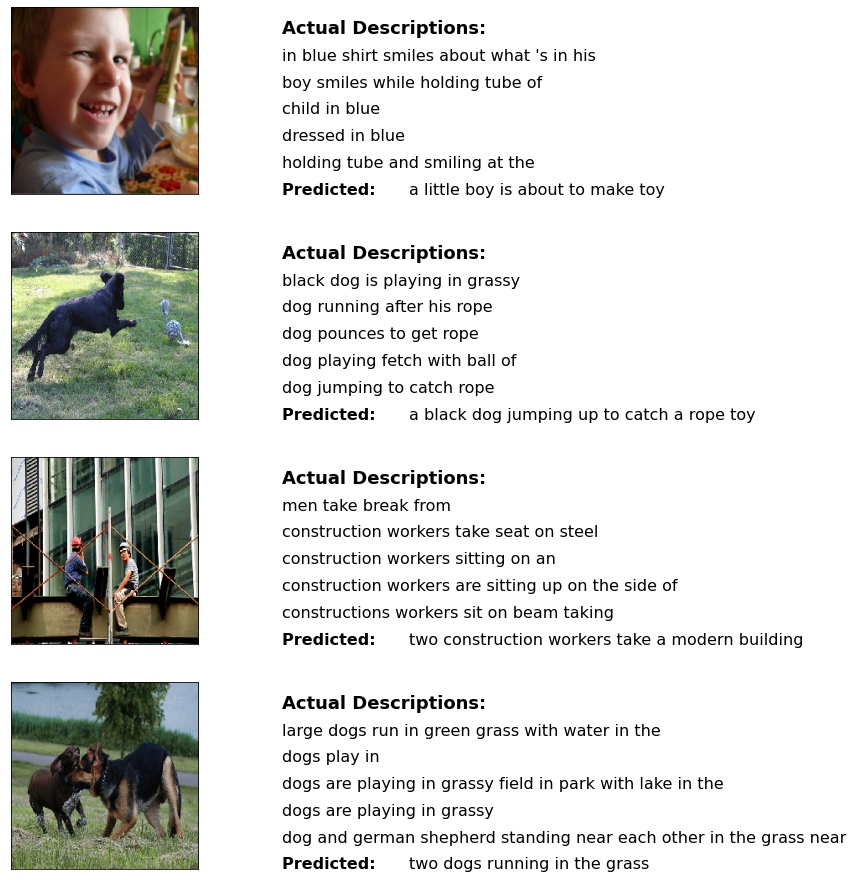 Actual Descriptions:
in blue shirt smiles about what 's in his
boy smiles while holding tube of
child in blue
dressed in blue
holding tube and smiling at the
Predicted: a little boy is about to make toy
Actual Descriptions:
black dog is playing in grassy
dog running after his rope
dog pounces to get rope
dog playing fetch with ball of
dog jumping to catch rope
Predicted: a black dog jumping up to catch a rope toy
Actual Descriptions:
men take break from
construction workers take seat on steel
construction workers sitting on an
construction workers are sitting up on the side of
constructions workers sit on beam taking
Predicted: two construction workers take a modern building
Actual Descriptions:
large dogs run in green grass with water in the
dogs play in
dogs are playing in grassy field in park with lake in the
dogs are playing in grassy
dog and german shepherd standing near each other in the grass near
Predicted: two dogs running in the grass